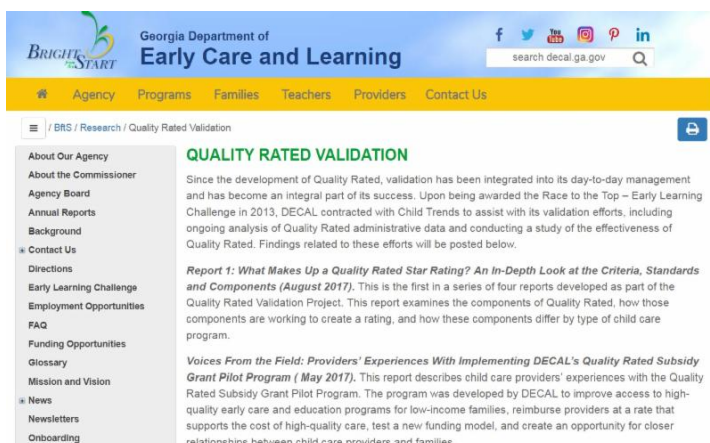 BRIGHT
from the
START
Georgia Department of
Early Care and Learning
You
Tube
search decal.ga.gov
Agency Programs Families Teachers Providers Contact Us
/ BftS / Research / Quality Rated Validation
About Our Agency
About the Commissioner
Agency Board
Annual Reports
Background
Contact Us
Directions
Early Learning Challenge
Employment Opportunities
FAQ
Funding Opportunities
Glossary
Mission and Vision
News
Newsletters
Onboarding
QUALITY RATED VALIDATION
Since the development of Quality Rated, validation has been integrated into its day-to-day management
and has become an integral part of its success. Upon being awarded the Race to the Top – Early Learning
Challenge in 2013, DECAL contracted with Child Trends to assist with its validation efforts, including
ongoing analysis of Quality Rated administrative data and conducting a study of the effectiveness of
Quality Rated. Findings related to these efforts will be posted below.
Report 1: What Makes Up a Quality Rated Star Rating? An In-Depth Look at the Criteria, Standards
and Components (August 2017). This is the first in a series of four reports developed as part of the
Quality Rated Validation Project. This report examines the components of Quality Rated, how those
components are working to create a rating, and how these components differ by type of child care
program.
Voices From the Field: Providers' Experiences With Implementing DECAL's Quality Rated Subsidy
Grant Pilot Program ( May 2017). This report describes child care providers' experiences with the Quality
Rated Subsidy Grant Pilot Program. The program was developed by DECAL to improve access to high-
quality early care and education programs for low-income families, reimburse providers at a rate that
supports the cost of high-quality care, test a new funding model, and create an opportunity for closer
relationships between child care providers and families.